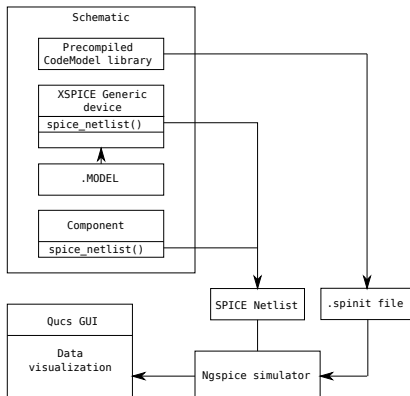 Schematic
Precompiled
CodeModel library
XSPICE Generic
device
spice_netlist()
.MODEL
Component
spice_netlist()
SPICE Netlist
.spinit file
Qucs GUI
Data
visualization
Ngspice simulator